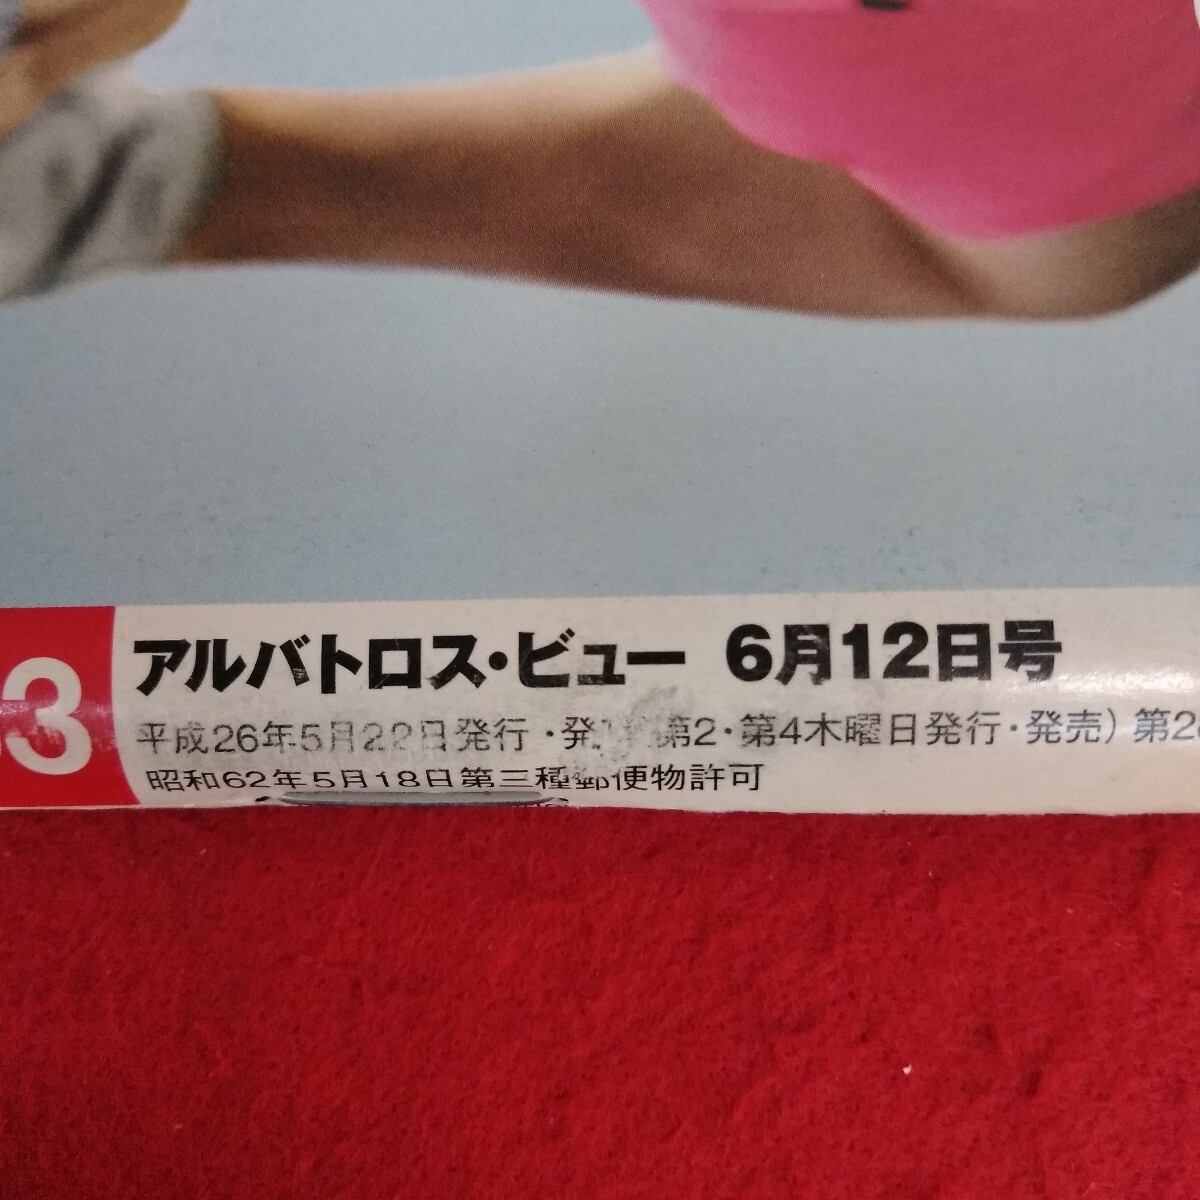 3
アルバトロス・ビュー 6月12日号
平成26年5月22日発行・発 第2・第4木曜日発行・発売) 第2
昭和62年5月18日第三種郵便物許可